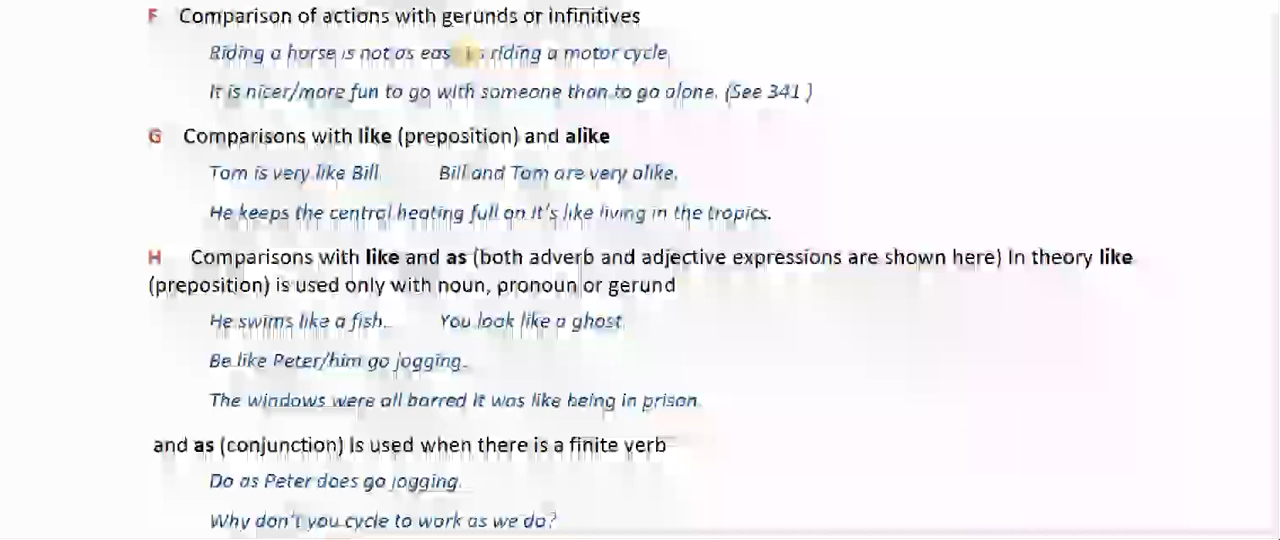 F Comparison of actions with gerunds or infinitives
Riding a horse is not as eas is riding a motor cycle
It is nicer/more fun to go with someone than to go alone. (See 341 )
G Comparisons with like (preposition) and alike
Tom is very like Bill Bill and Tom are very alike.
He keeps the central heating full on It's like living in the tropics.
H Comparisons with like and as (both adverb and adjective expressions are shown here) In theory like
(preposition) is used only with noun, pronoun or gerund
He swims like a fish. You look like a ghost
Be like Peter/him go jogging.
The windows were all barred It was like being in prison
and as (conjunction) is used when there is a finite verb
Do as Peter does go jogging.
Why don't you cycle to work as we do?